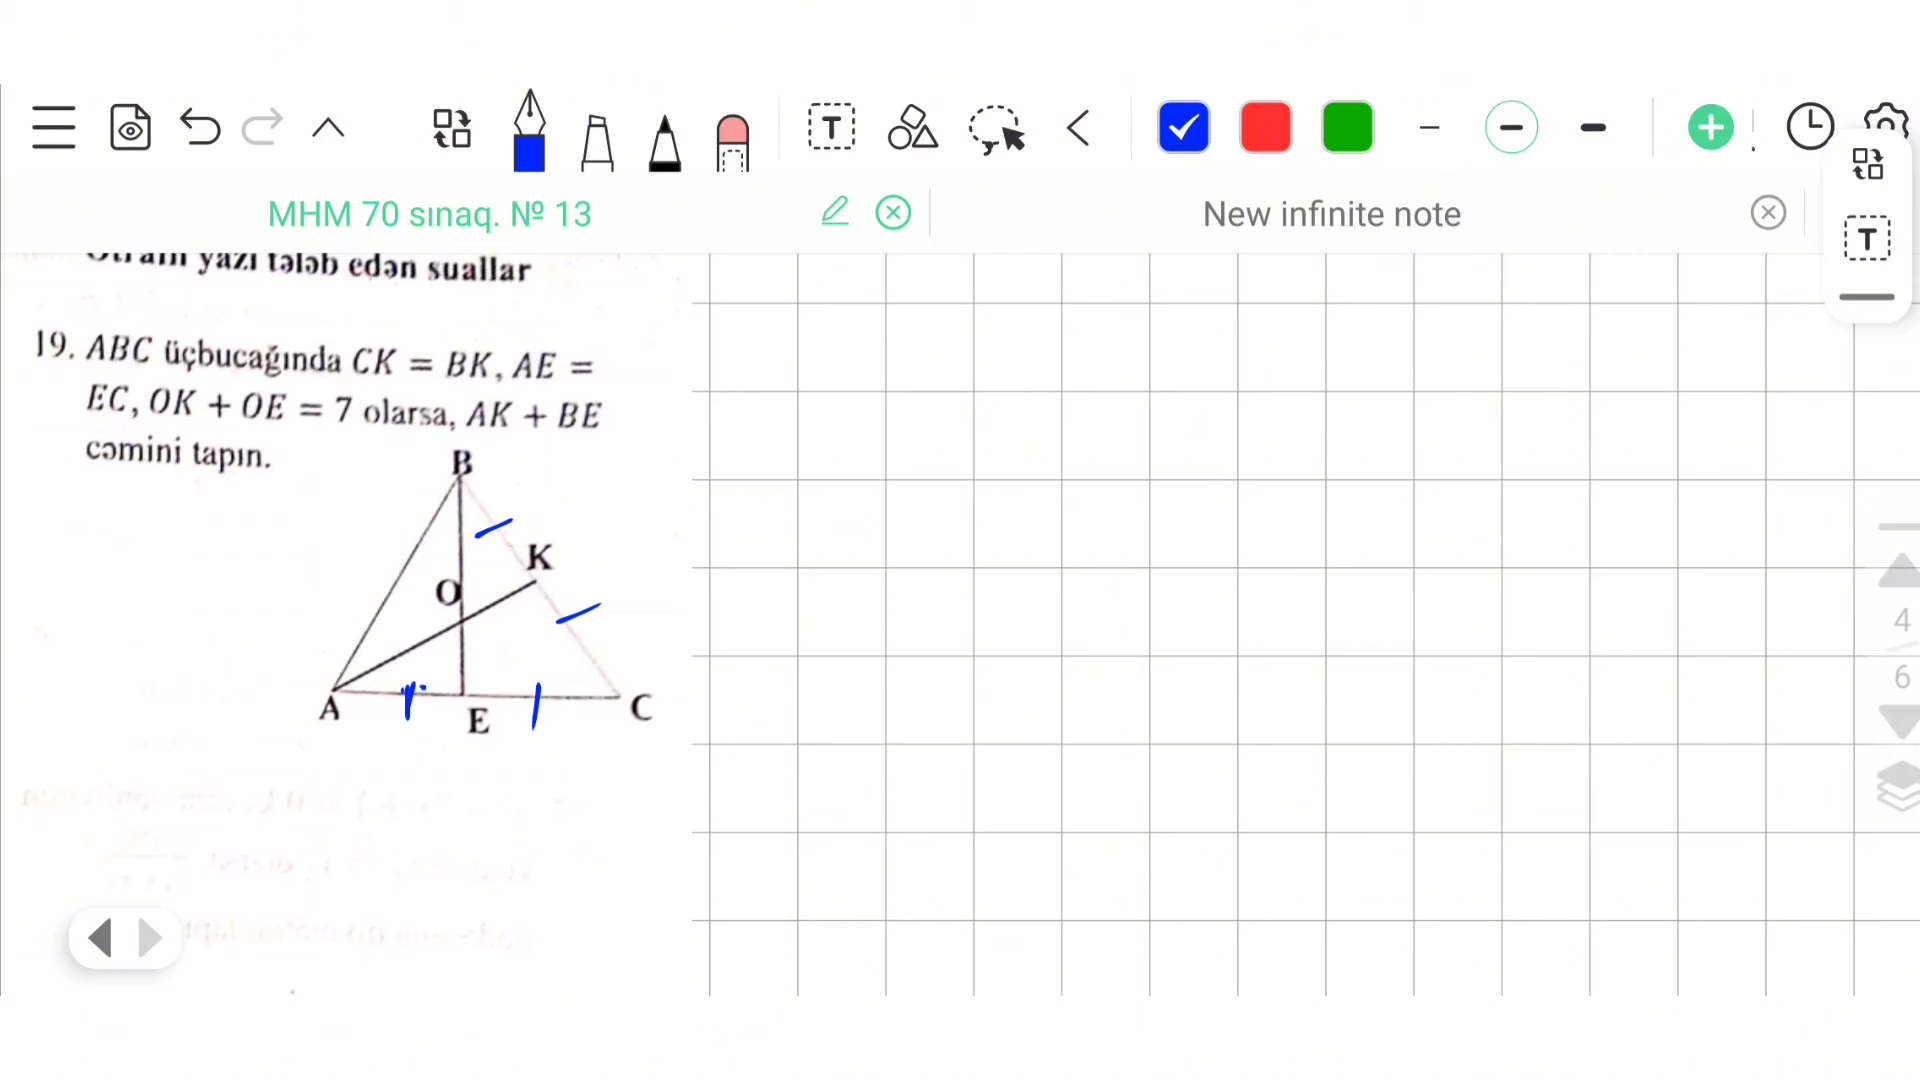 T
MHM 70 sınaq. № 13
New infinite note
T
yazı tələb edən suallar
19. ABC üçbucağında CK = BK, AE =
EC, OK + OE = 7 olarsa, AK + BE
cəmini tapın.
B
K
O
A
E
C
4
6